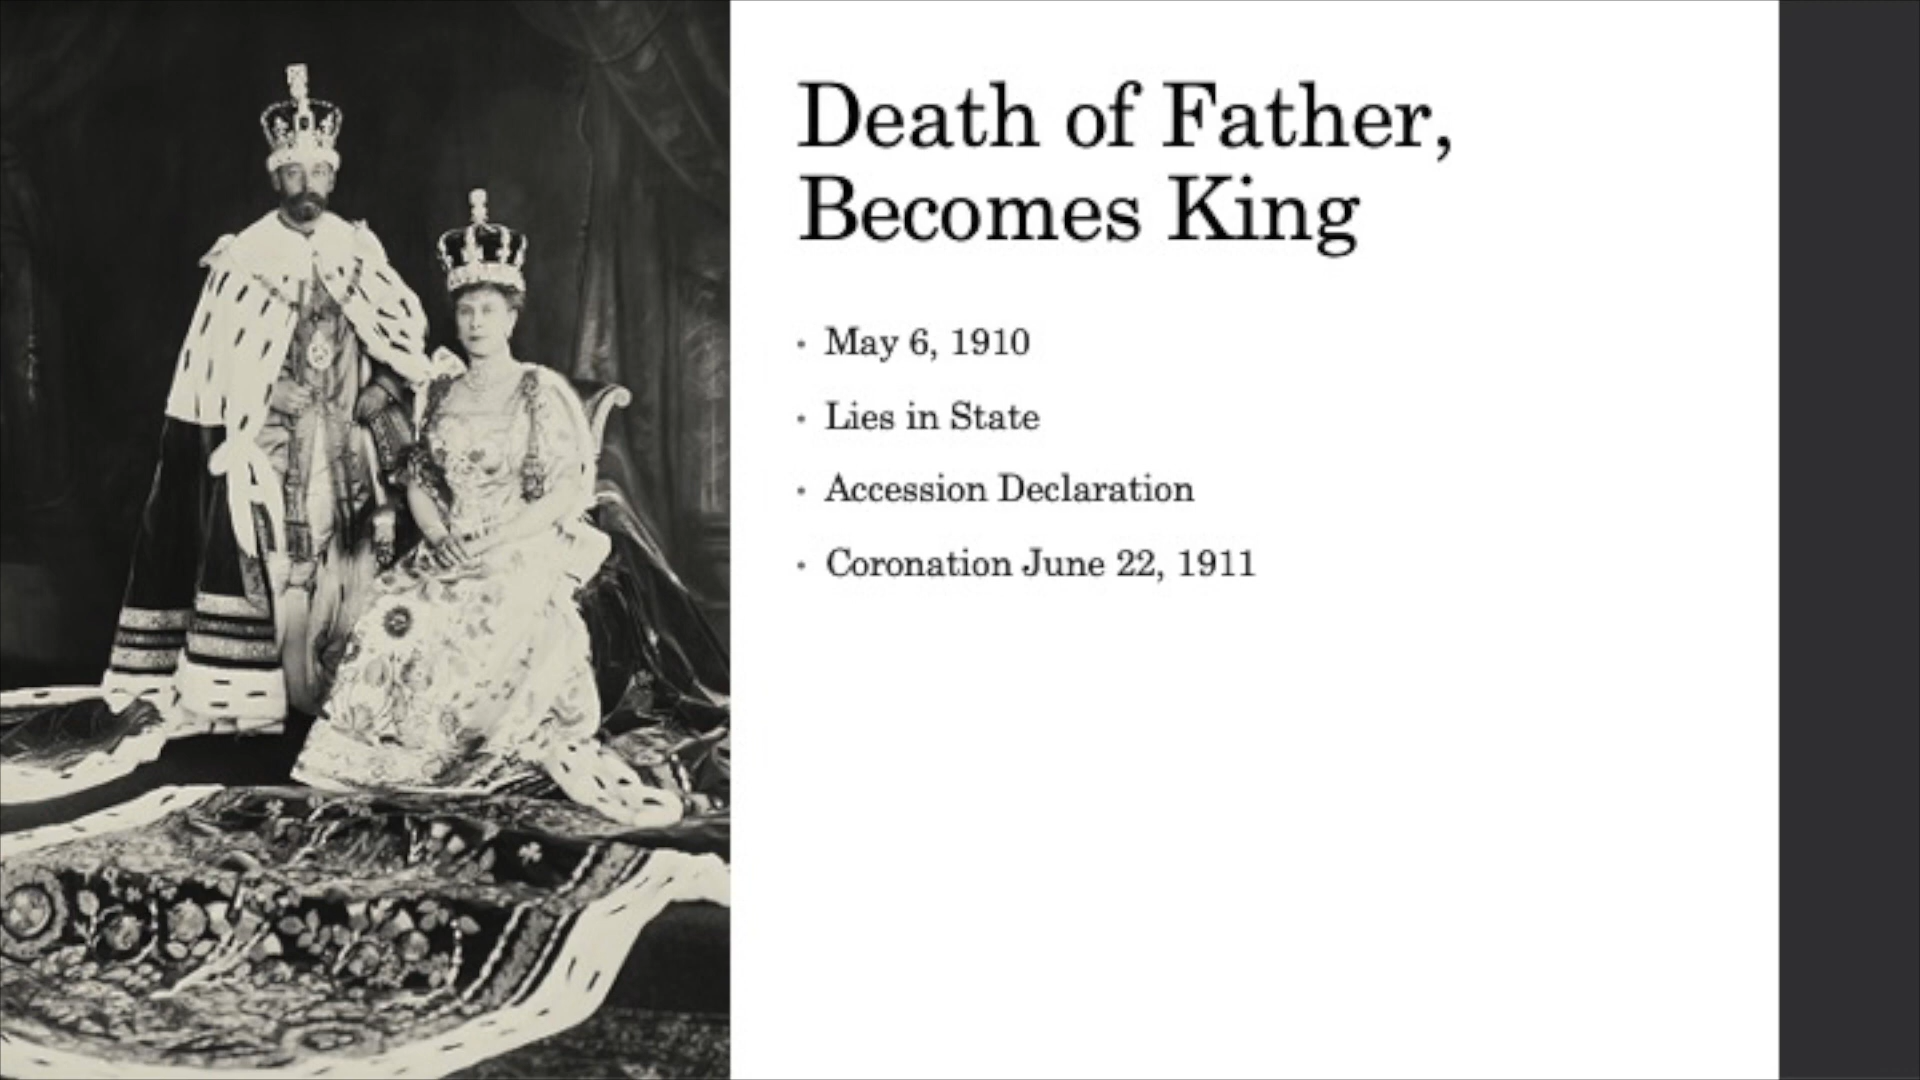 Death of Father,
Becomes King
• May 6, 1910
• Lies in State
• Accession Declaration
• Coronation June 22, 1911